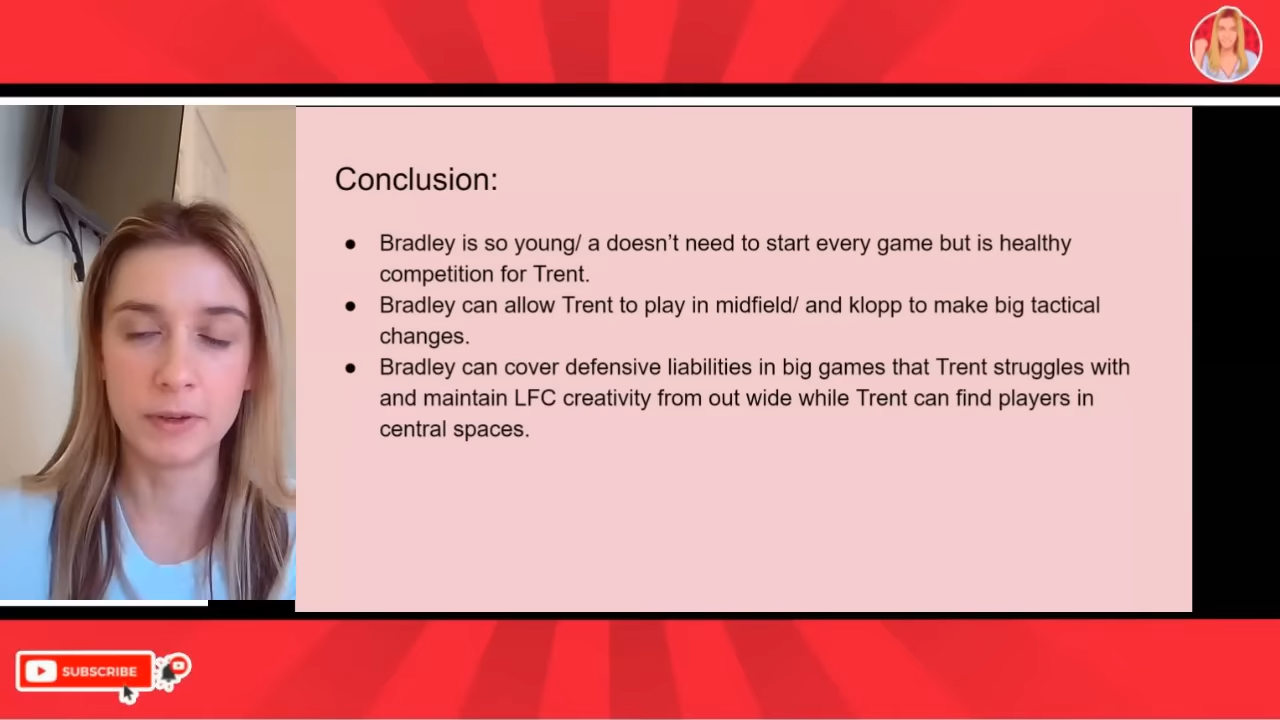 Conclusion:
● Bradley is so young/ a doesn’t need to start every game but is healthy
competition for Trent.
● Bradley can allow Trent to play in midfield/ and klopp to make big tactical
changes.
● Bradley can cover defensive liabilities in big games that Trent struggles with
and maintain LFC creativity from out wide while Trent can find players in
central spaces.
SUBSCRIBE